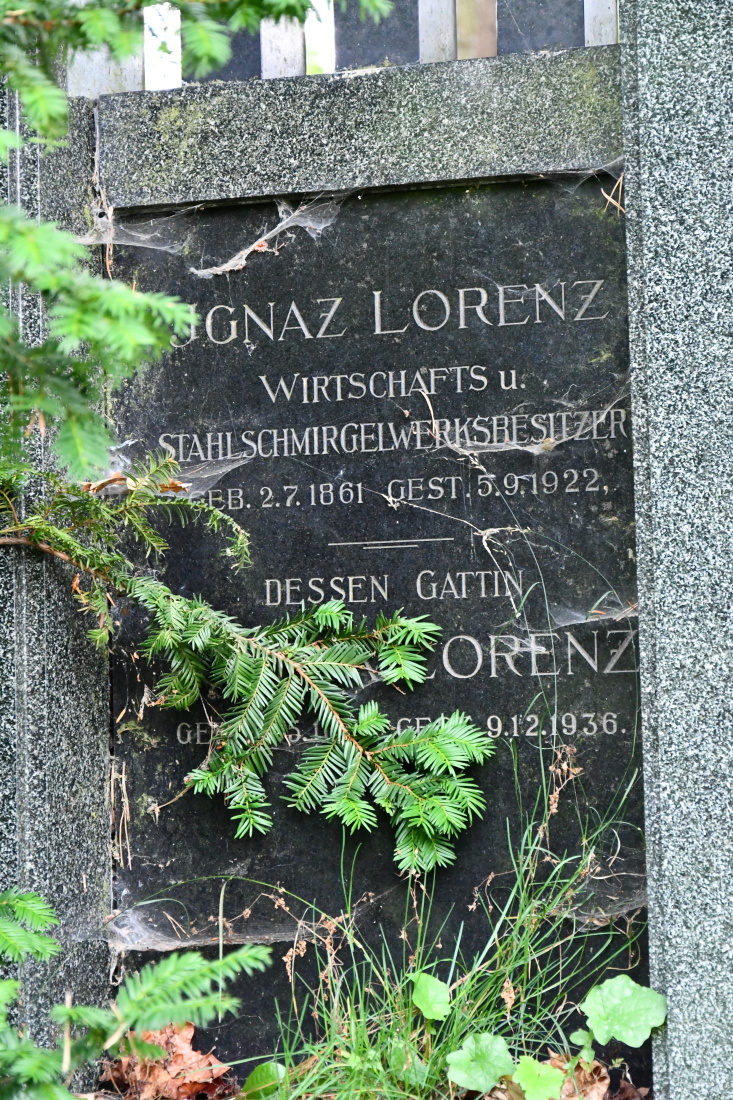 IGNAZ LORENZ
WIRTSCHAFTS u.
STAHLSCHMIRGELWERKSBESITZER
GEB. 2.7.1861 GEST. 5.9.1922,
DESSEN GATTIN
LORENZ
9.12.1936.